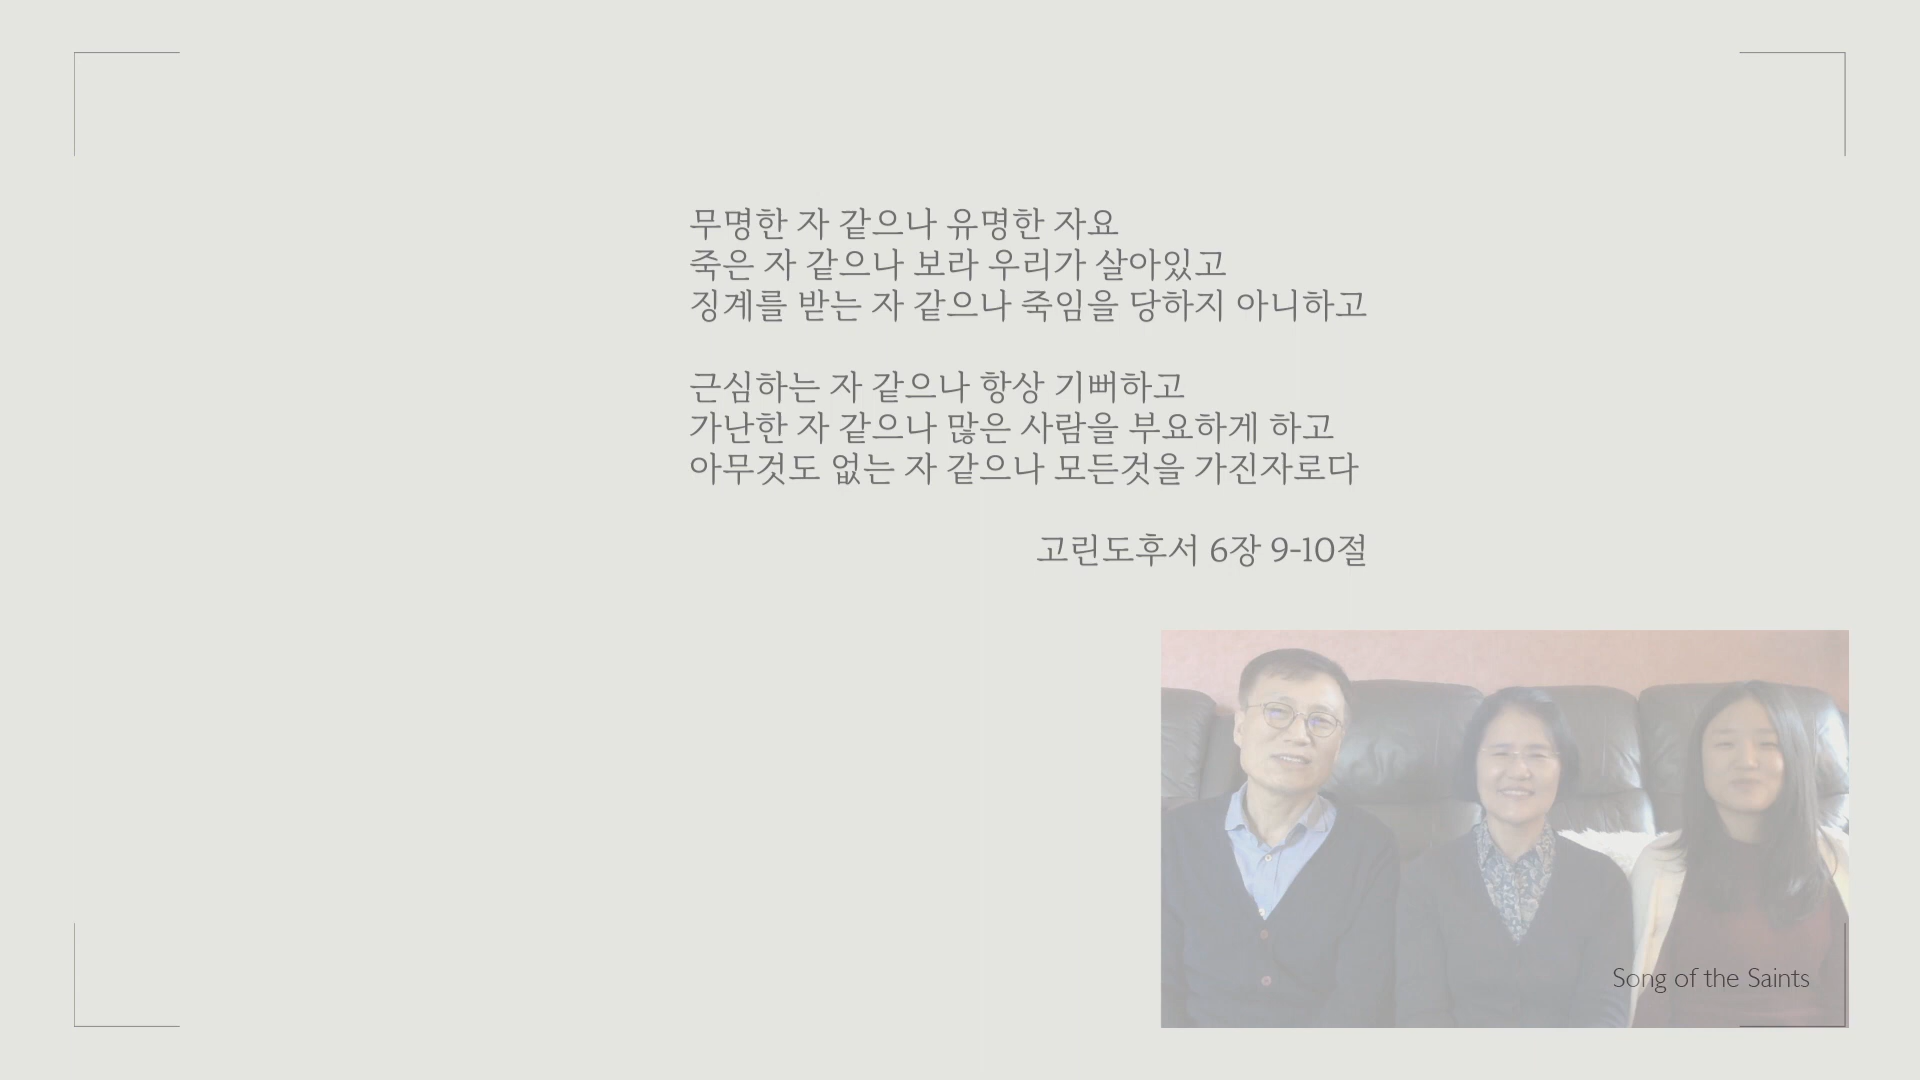 무명한 자 같으나 유명한 자요
죽은 자 같으나 보라 우리가 살아있고
징계를 받는 자 같으나 죽임을 당하지 아니하고
근심하는 자 같으나 항상 기뻐하고
가난한 자 같으나 많은 사람을 부요하게 하고
아무것도 없는 자 같으나 모든것을 가진자로다
고린도후서 6장 9-10절
Song of the Saints